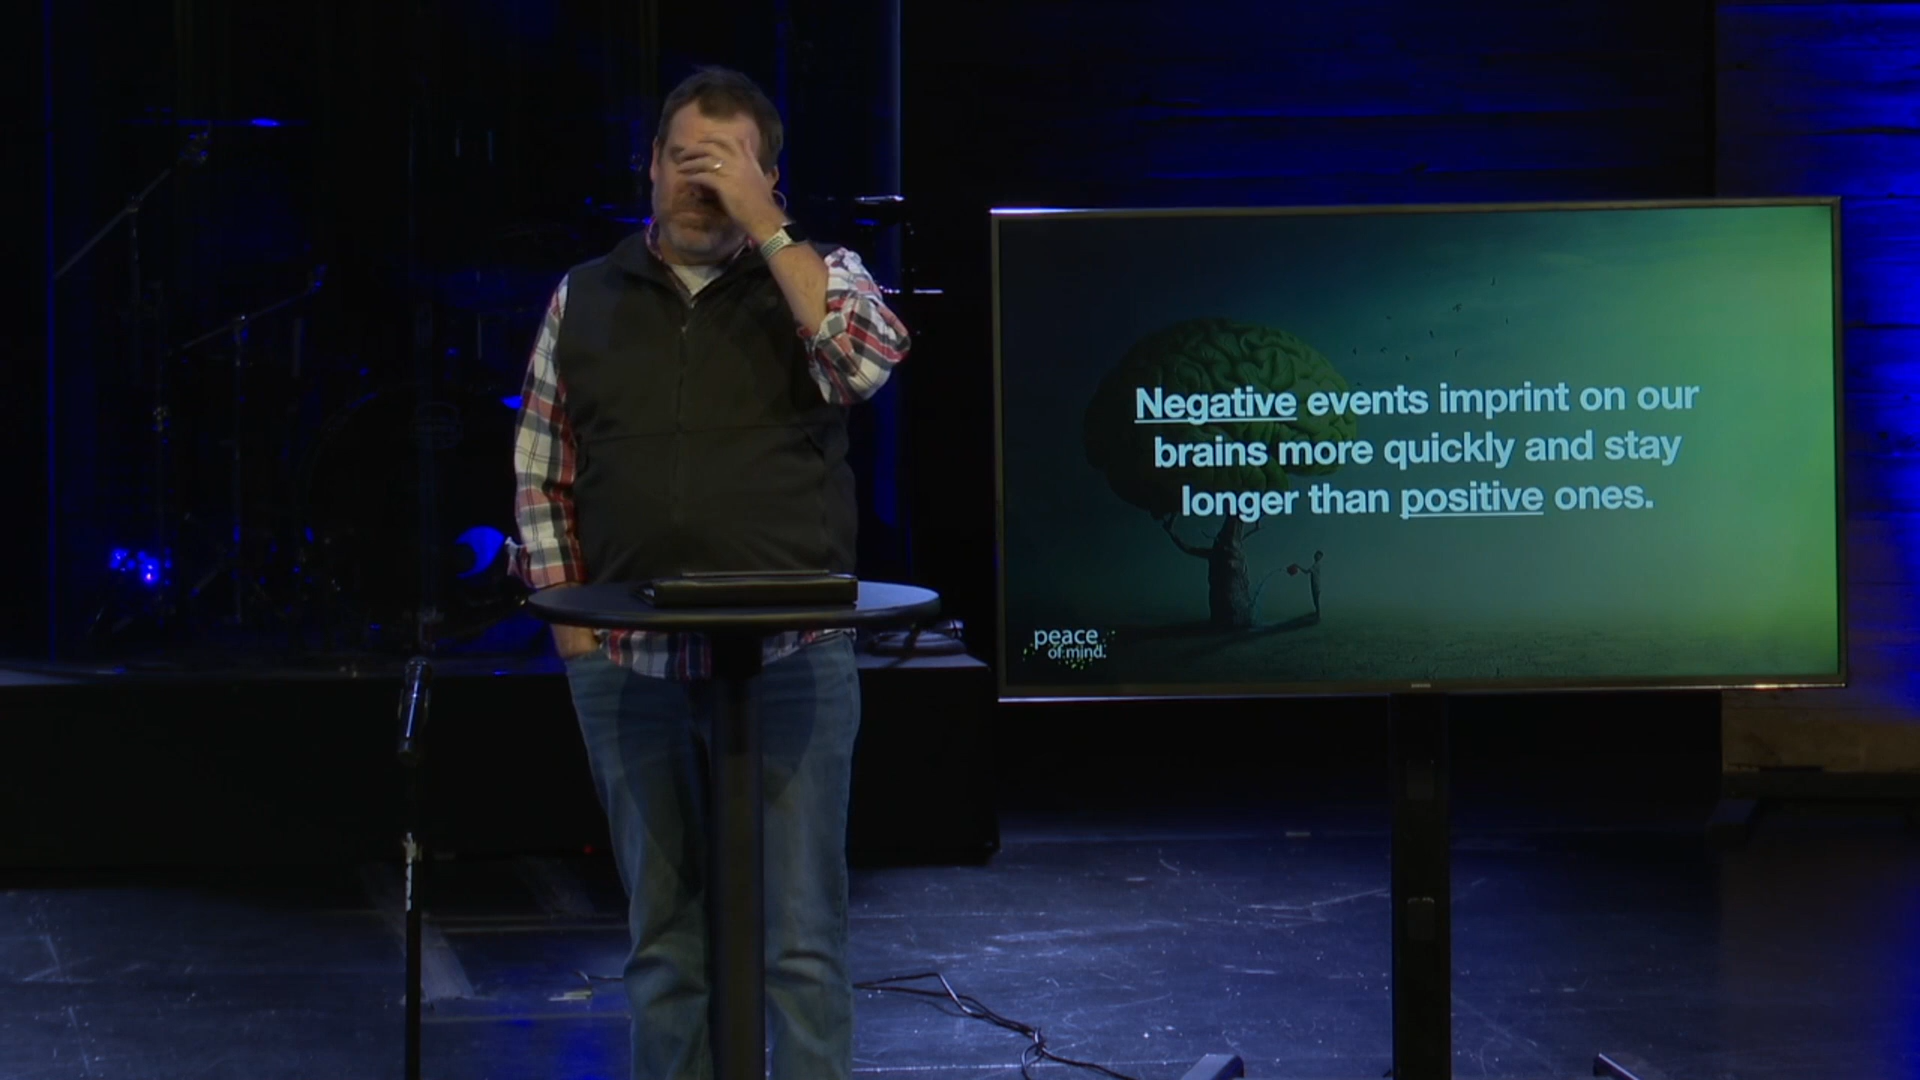 Negative events imprint on our
brains more quickly and stay
longer than positive ones.
peace
of mind.